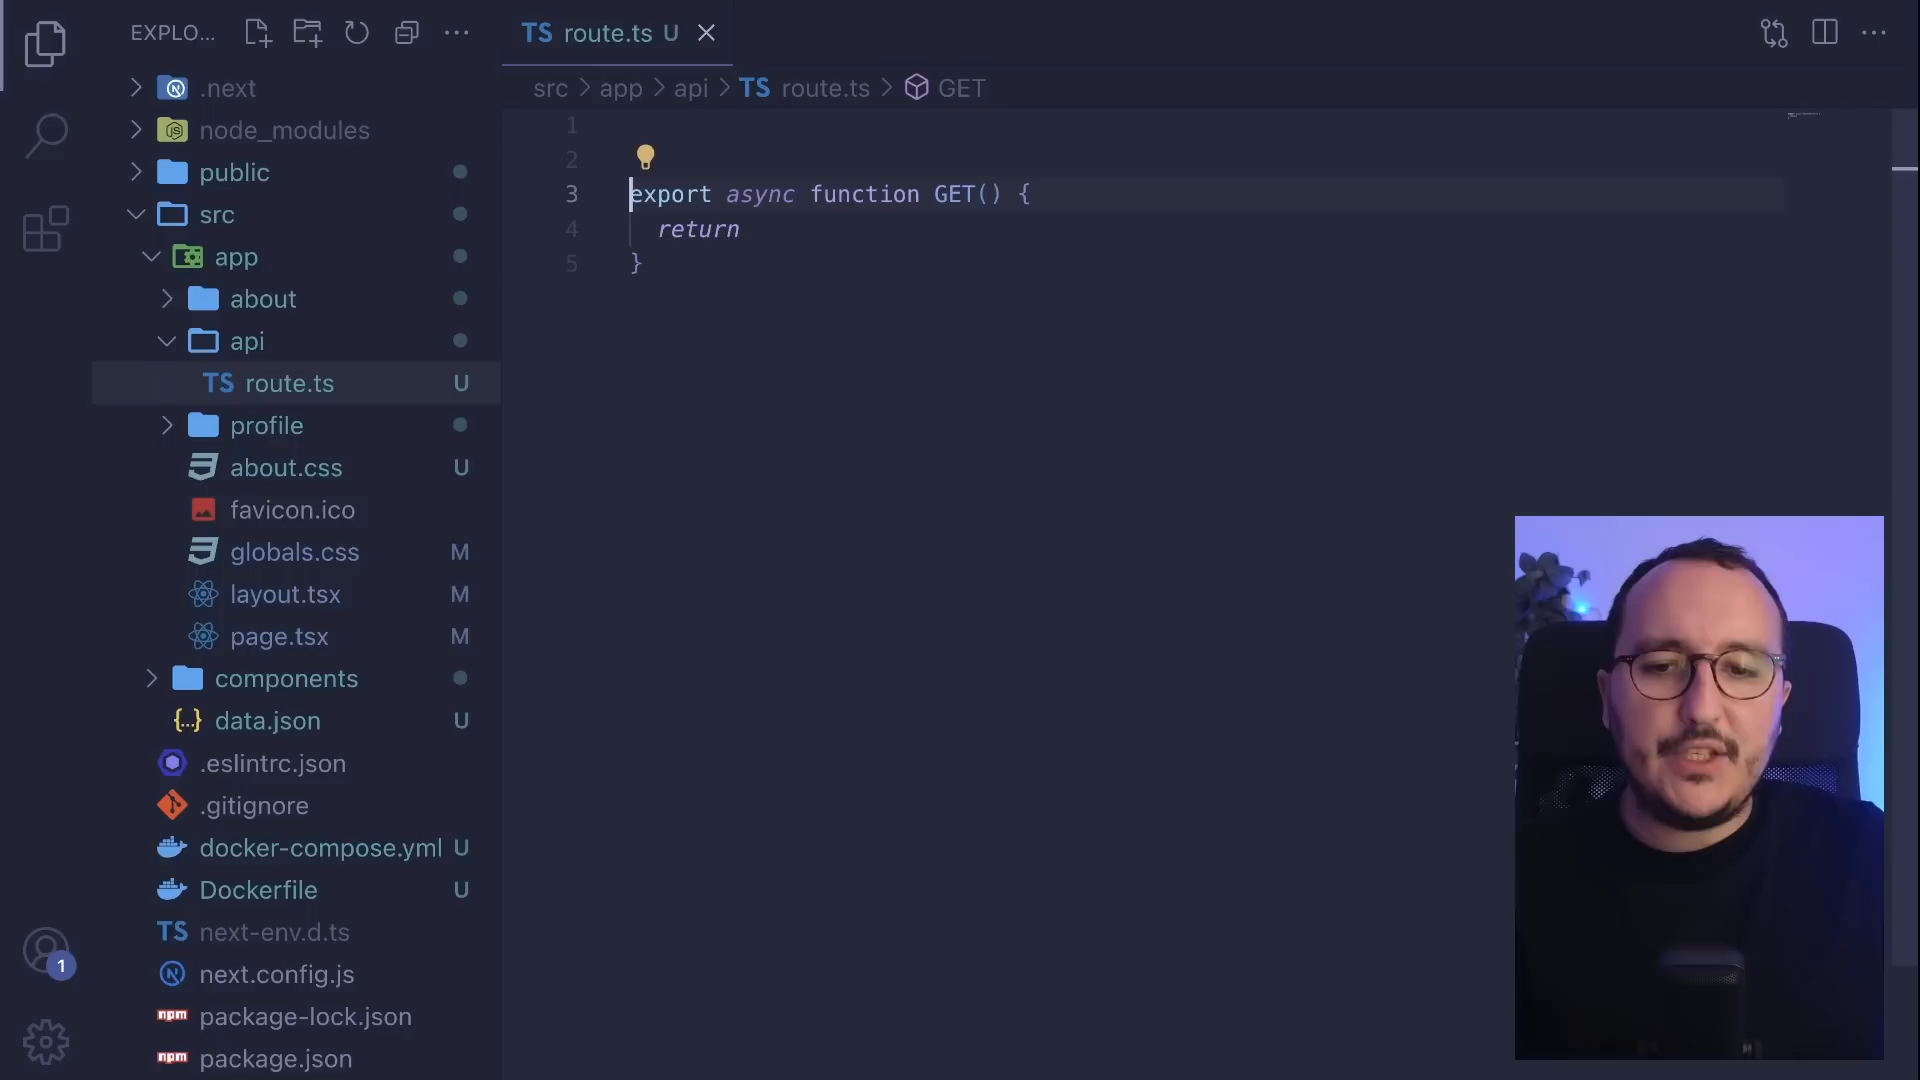 EXPLO...
.next
node_modules
public
src
app
about
api
TS route.ts U
profile
about.css U
favicon.ico
globals.css M
layout.tsx M
page.tsx M
components
{...} data.json U
.eslintrc.json
.gitignore
docker-compose.yml U
Dockerfile U
TS next-env.d.ts
next.config.js
npm package-lock.json
npm package.json
1
TS route.ts U
src > app > api > TS route.ts > GET
1
2
3 export async function GET() {
4 return
5 }